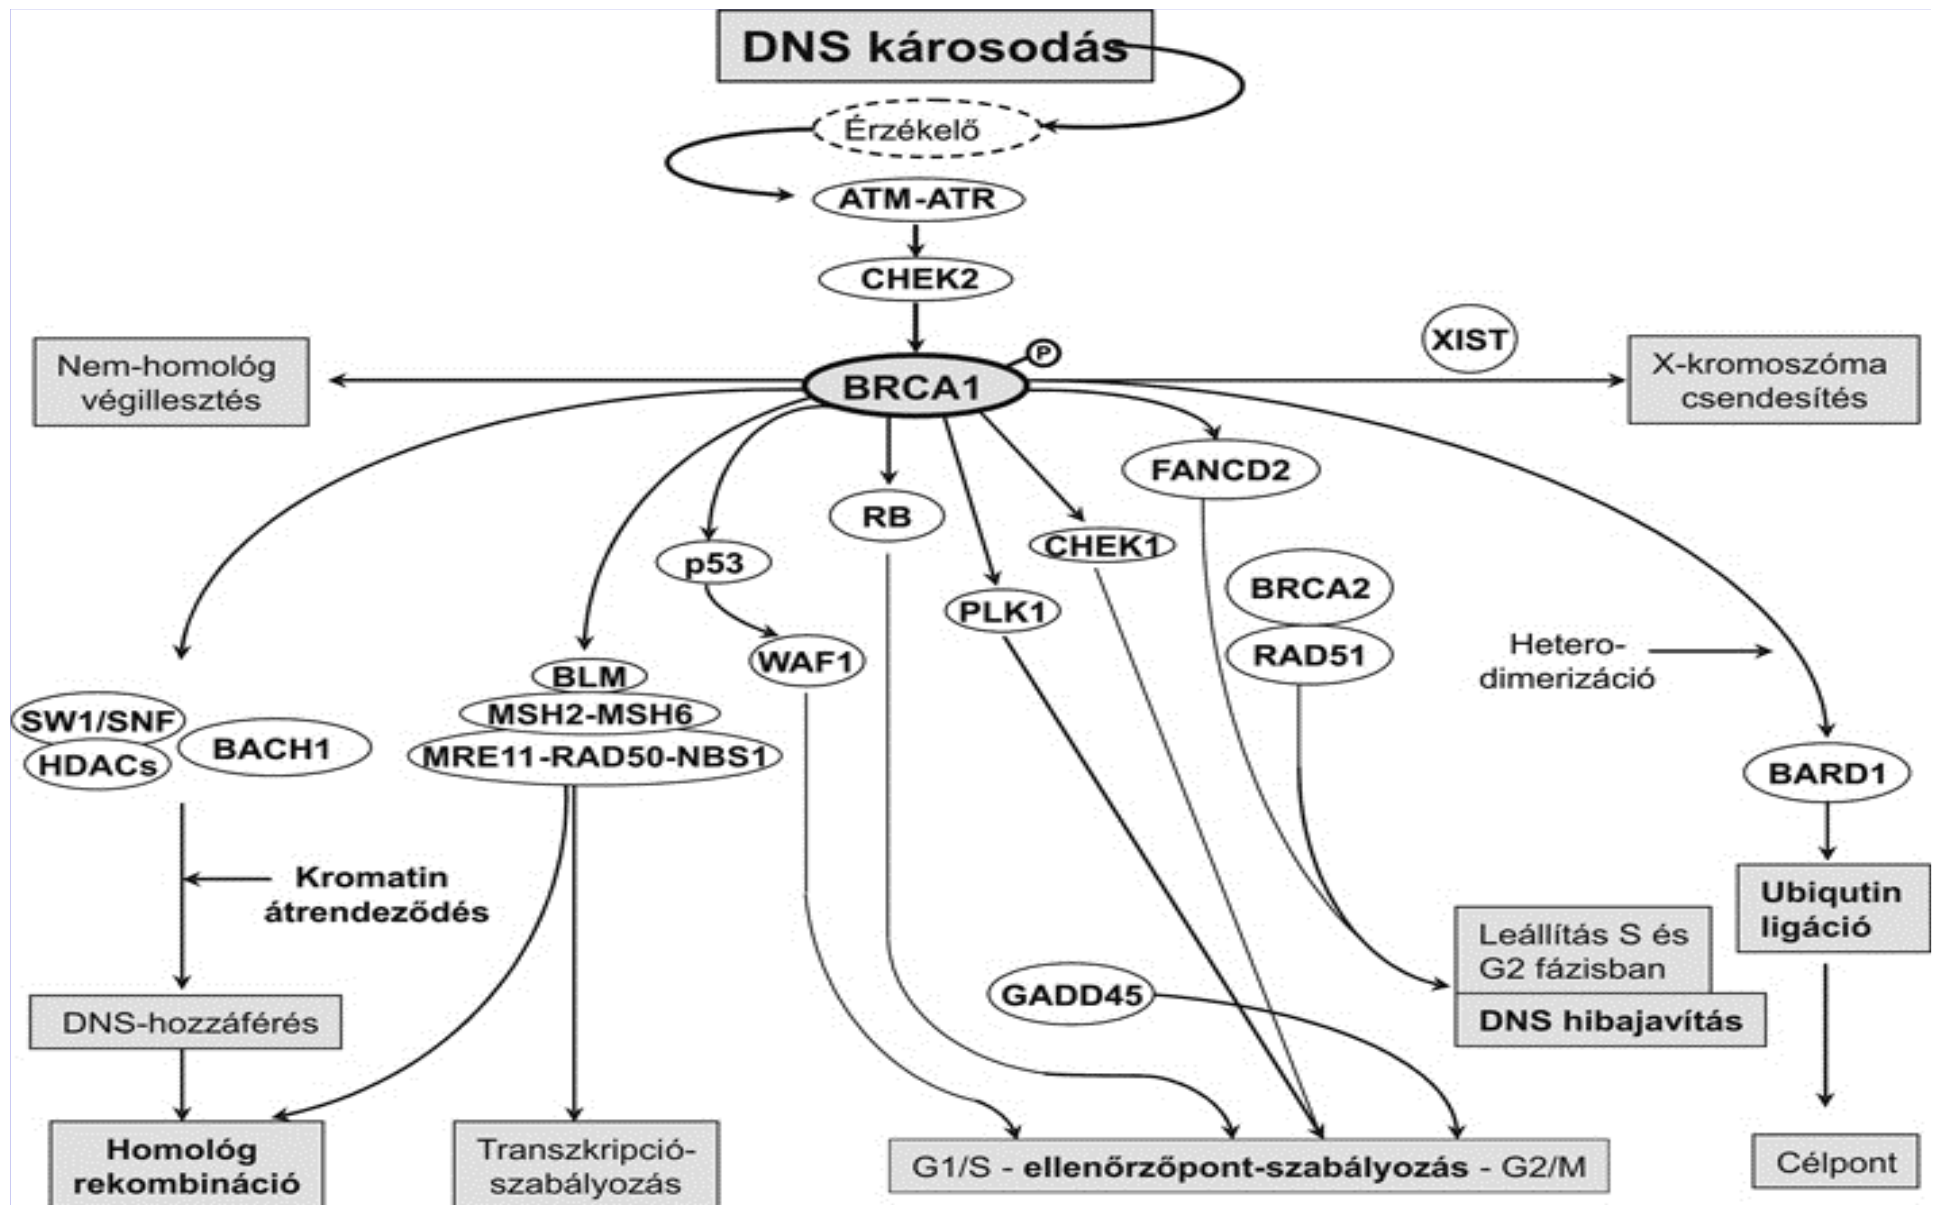 DNS károsodás
Érzékelő
ATM-ATR
CHEK2
P
BRCA1
XIST
Nem-homológ
végillesztés
X-kromoszóma
csendesítés
FANCD2
RB
CHEK1
p53
BRCA2
PLK1
RAD51
WAF1
Hetero-
dimerizáció
BLM
MSH2-MSH6
MRE11-RAD50-NBS1
SW1/SNF
HDACs
BACH1
BARD1
Kromatin
átrendeződés
Ubiqutin
ligáció
Leállítás S és
G2 fázisban
DNS hibajavítás
GADD45
DNS-hozzáférés
Homológ
rekombináció
Transzkripció-
szabályozás
G1/S - ellenőrzőpont-szabályozás - G2/M
Célpont